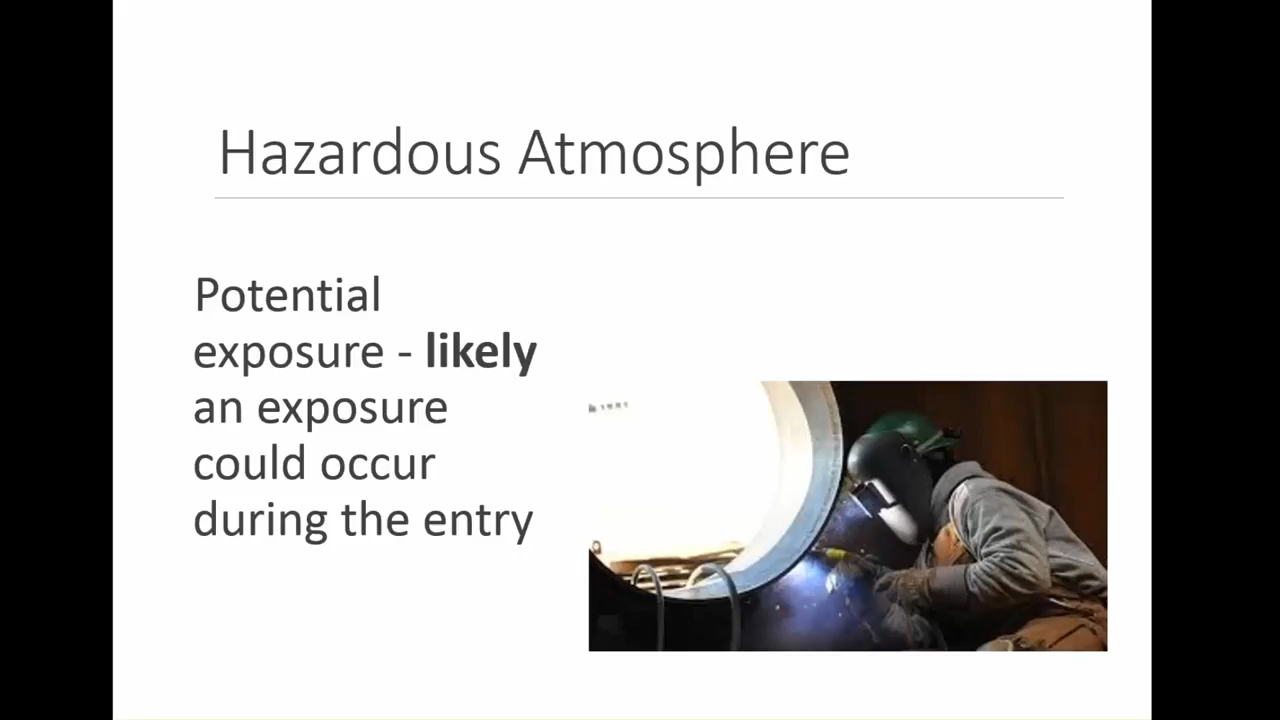 Hazardous Atmosphere
Potential
exposure - likely
an exposure
could occur
during the entry